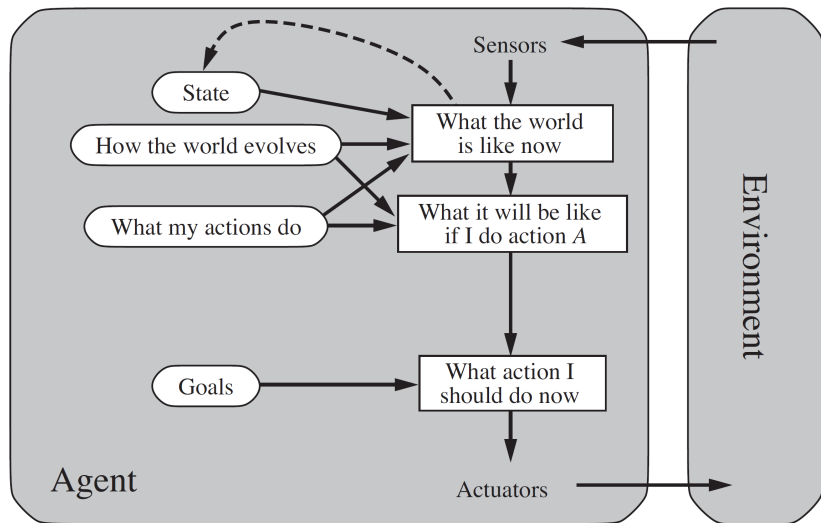 Sensors
State
What the world
is like now
How the world evolves
What my actions do
What it will be like
if I do action A
Goals
What action I
should do now
Agent
Actuators
Environment